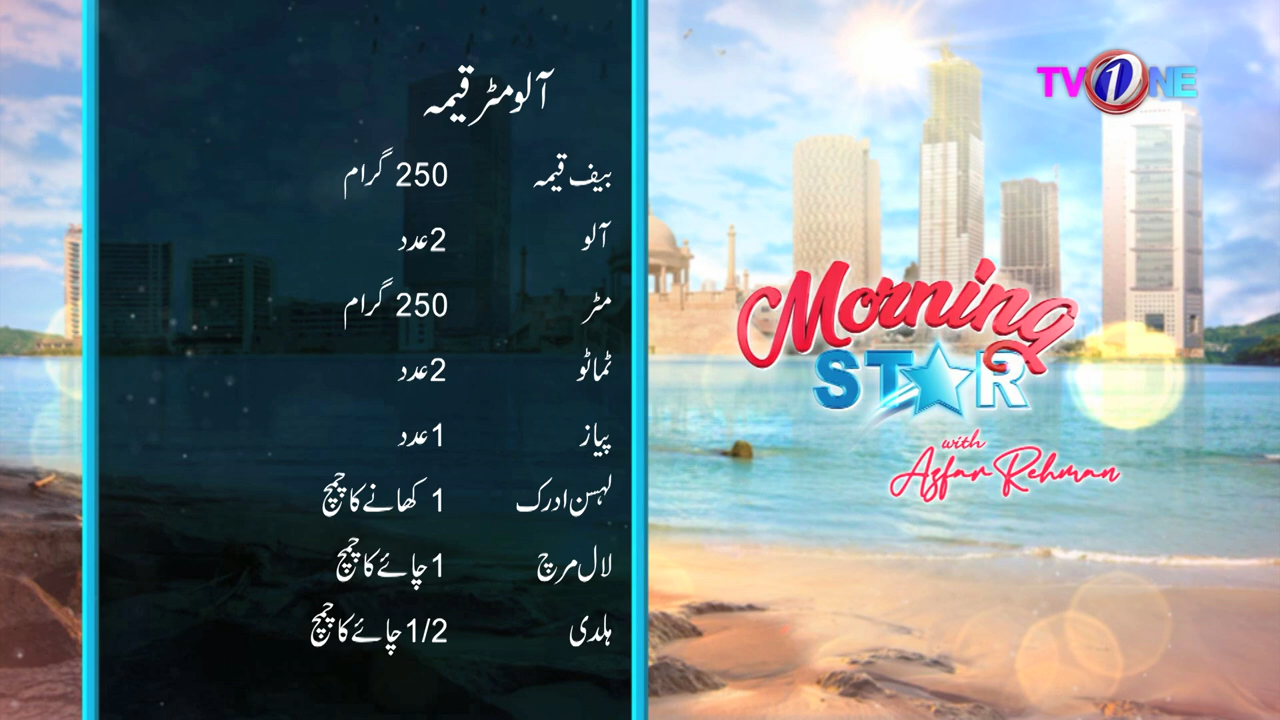 آلو مٹر قیمہ
بیف قیمہ 250 گرام
آلو 2 عدد
مٹر 250 گرام
ٹماٹو 2 عدد
پیاز 1 عدد
لہسن ادرک 1 کھانے کا چمچ
لال مرچ 1 چائے کا چمچ
ہلدی 1/2 چائے کا چمچ
TV ONE
Morning
STAR
with
Azfar Rehman